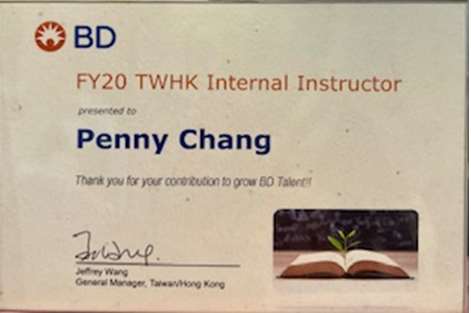 BD
FY20 TWHK Internal Instructor
presented to
Penny Chang
Thank you for your contribution to grow BD Talent!!
Jeffrey Wang
General Manager, Taiwan/Hong Kong